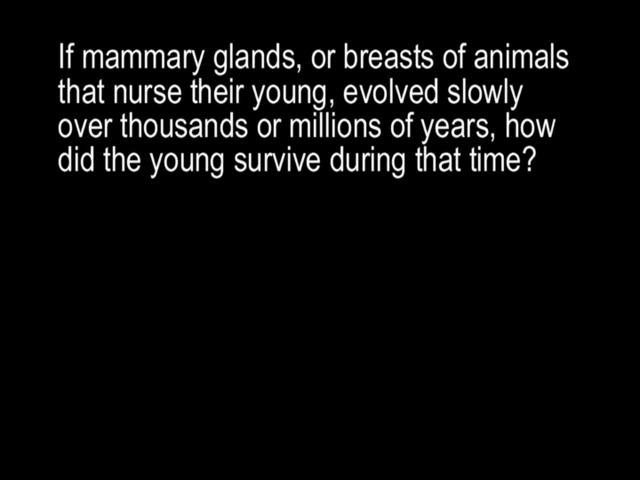 If mammary glands, or breasts of animals
that nurse their young, evolved slowly
over thousands or millions of years, how
did the young survive during that time?